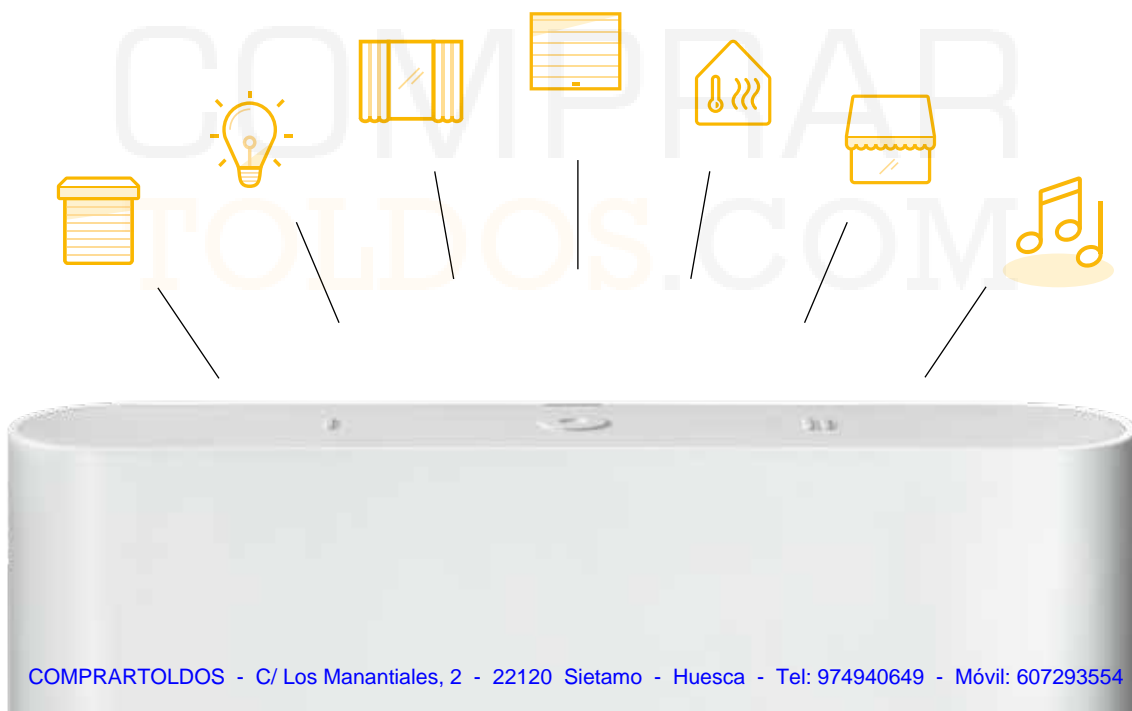 COMPRAR
TOLDOS.COM
COMPRARTOLDOS - C/ Los Manantiales, 2 - 22120 Sietamo - Huesca - Tel: 974940649 - Móvil: 607293554